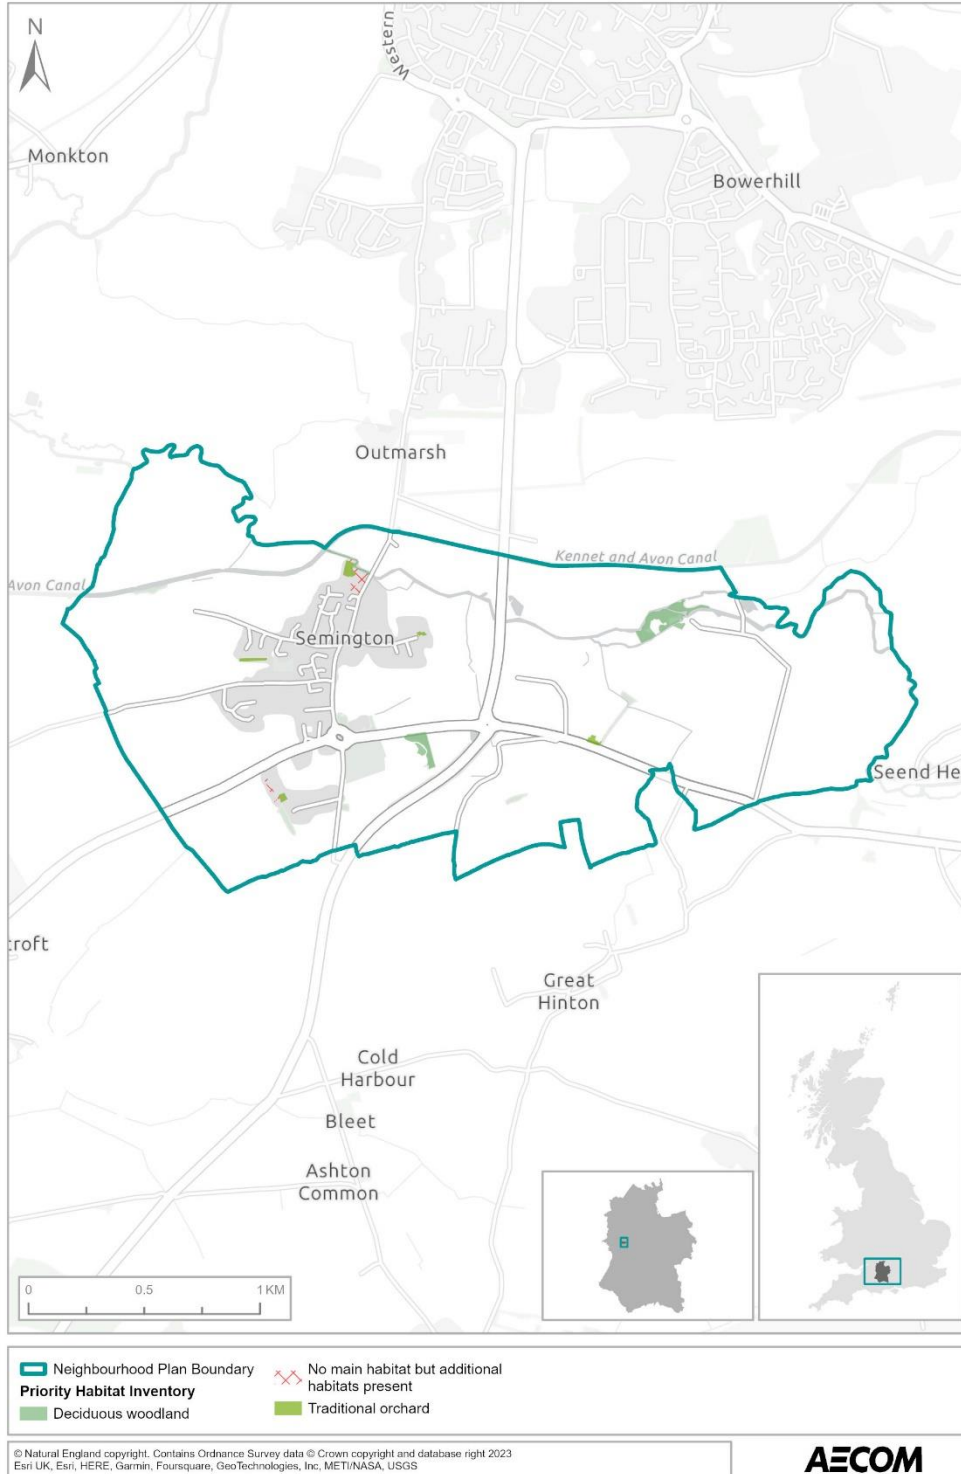 N
Western
Monkton
Bowerhill
Outmarsh
Kennet and Avon Canal
Avon Canal
Semington
Seend He
croft
Great
Hinton
Cold
Harbour
Bleet
Ashton
Common
0 0.5 1 KM
Neighbourhood Plan Boundary
Priority Habitat Inventory
Deciduous woodland
No main habitat but additional
habitats present
Traditional orchard
© Natural England copyright. Contains Ordnance Survey data © Crown copyright and database right 2023
Esri UK, Esri, HERE, Garmin, Foursquare, GeoTechnologies, Inc, METI/NASA, USGS
AECOM